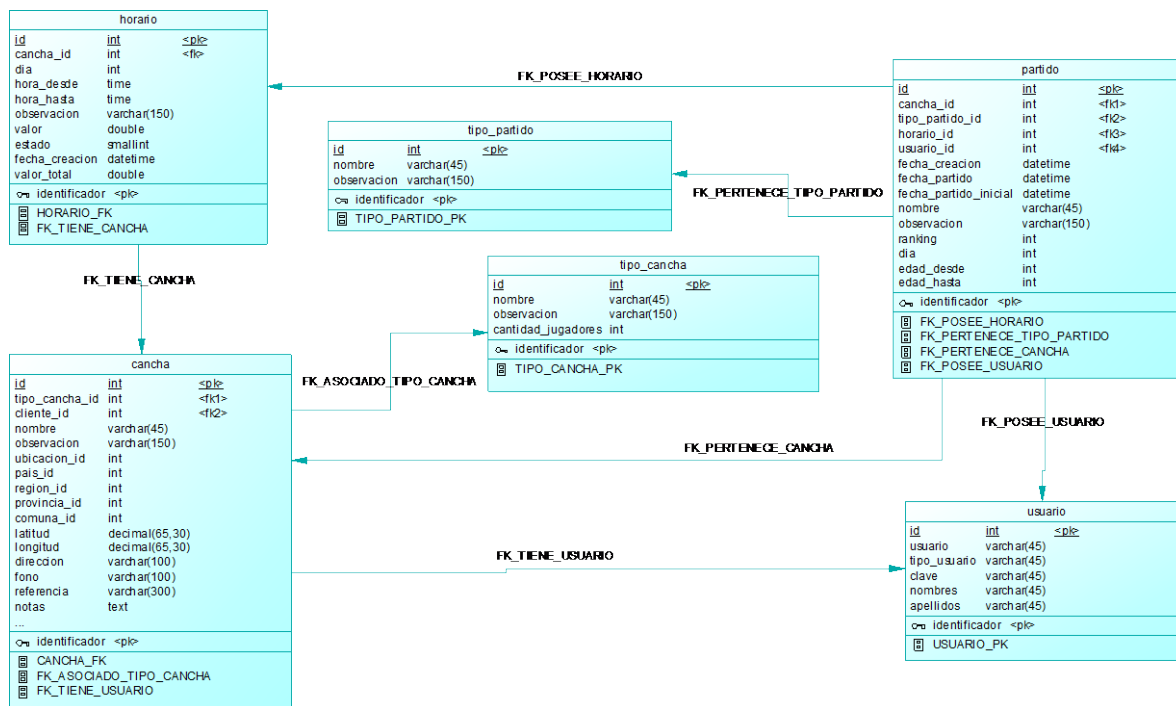 horario
id int <pk>
cancha_id int <fk>
dia int
hora_desde time
hora_hasta time
observacion varchar(150)
valor double
estado smallint
fecha_creacion datetime
valor_total double
identificador <pk>
HORARIO_FK
FK_TIENE_CANCHA
FK_POSEE_HORARIO
partido
id int <pk>
cancha_id int <fk1>
tipo_partido_id int <fk2>
horario_id int <fk3>
usuario_id int <fk4>
fecha_creacion datetime
fecha_partido datetime
fecha_partido_inicial datetime
nombre varchar(45)
observacion varchar(150)
ranking int
dia int
edad_desde int
edad_hasta int
identificador <pk>
FK_POSEE_HORARIO
FK_PERTENECE_TIPO_PARTIDO
FK_PERTENECE_CANCHA
FK_POSEE_USUARIO
tipo_partido
id int <pk>
nombre varchar(45)
observacion varchar(150)
identificador <pk>
TIPO_PARTIDO_PK
FK_PERTENECE_TIPO_PARTIDO
FK_TIENE_CANCHA
tipo_cancha
id int <pk>
nombre varchar(45)
observacion varchar(150)
cantidad_jugadores int
identificador <pk>
TIPO_CANCHA_PK
FK_ASOCIADO_TIPO_CANCHA
cancha
id int <pk>
tipo_cancha_id int <fk1>
cliente_id int <fk2>
nombre varchar(45)
observacion varchar(150)
ubicacion_id int
pais_id int
region_id int
provincia_id int
comuna_id int
latitud decimal(65,30)
longitud decimal(65,30)
direccion varchar(100)
fono varchar(100)
referencia varchar(300)
notas text
...
identificador <pk>
CANCHA_FK
FK_ASOCIADO_TIPO_CANCHA
FK_TIENE_USUARIO
FK_PERTENECE_CANCHA
FK_POSEE_USUARIO
FK_TIENE_USUARIO
usuario
id int <pk>
usuario varchar(45)
tipo_usuario varchar(45)
clave varchar(45)
nombres varchar(45)
apellidos varchar(45)
identificador <pk>
USUARIO_PK